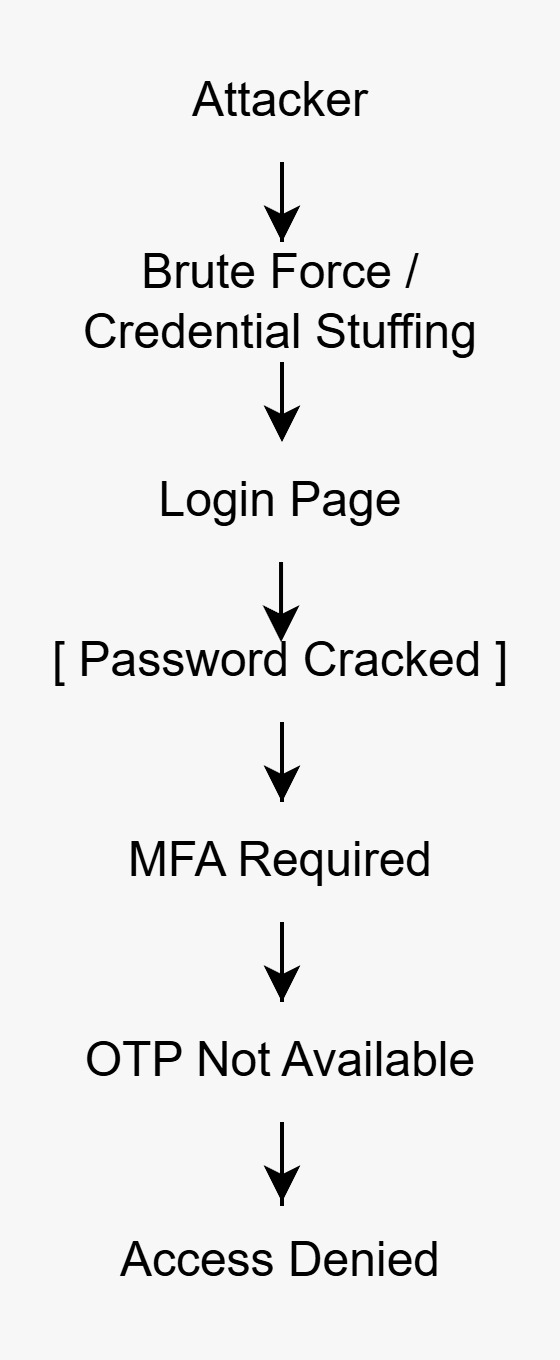 Attacker
Brute Force /
Credential Stuffing
Login Page
[ Password Cracked ]
MFA Required
OTP Not Available
Access Denied